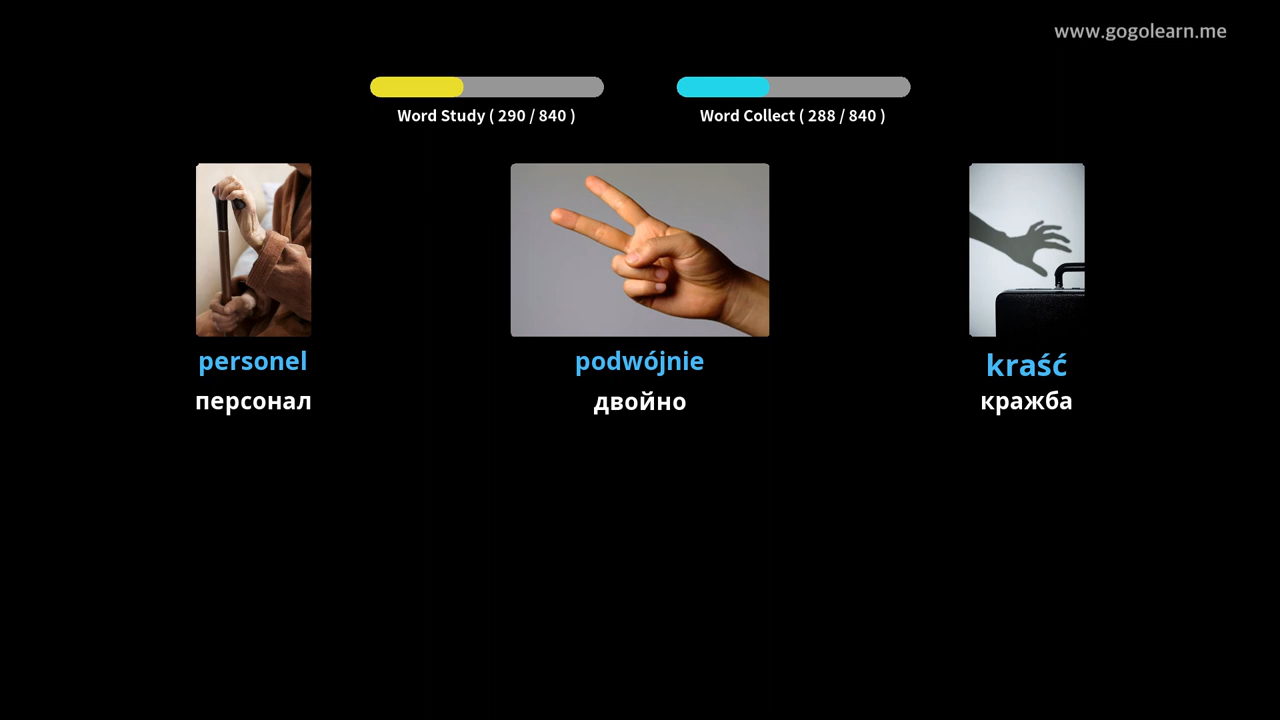 www.gogolearn.me
Word Study ( 290 / 840 )
Word Collect ( 288 / 840 )
personel
podwójnie
kraść
персонал
двойно
кражба